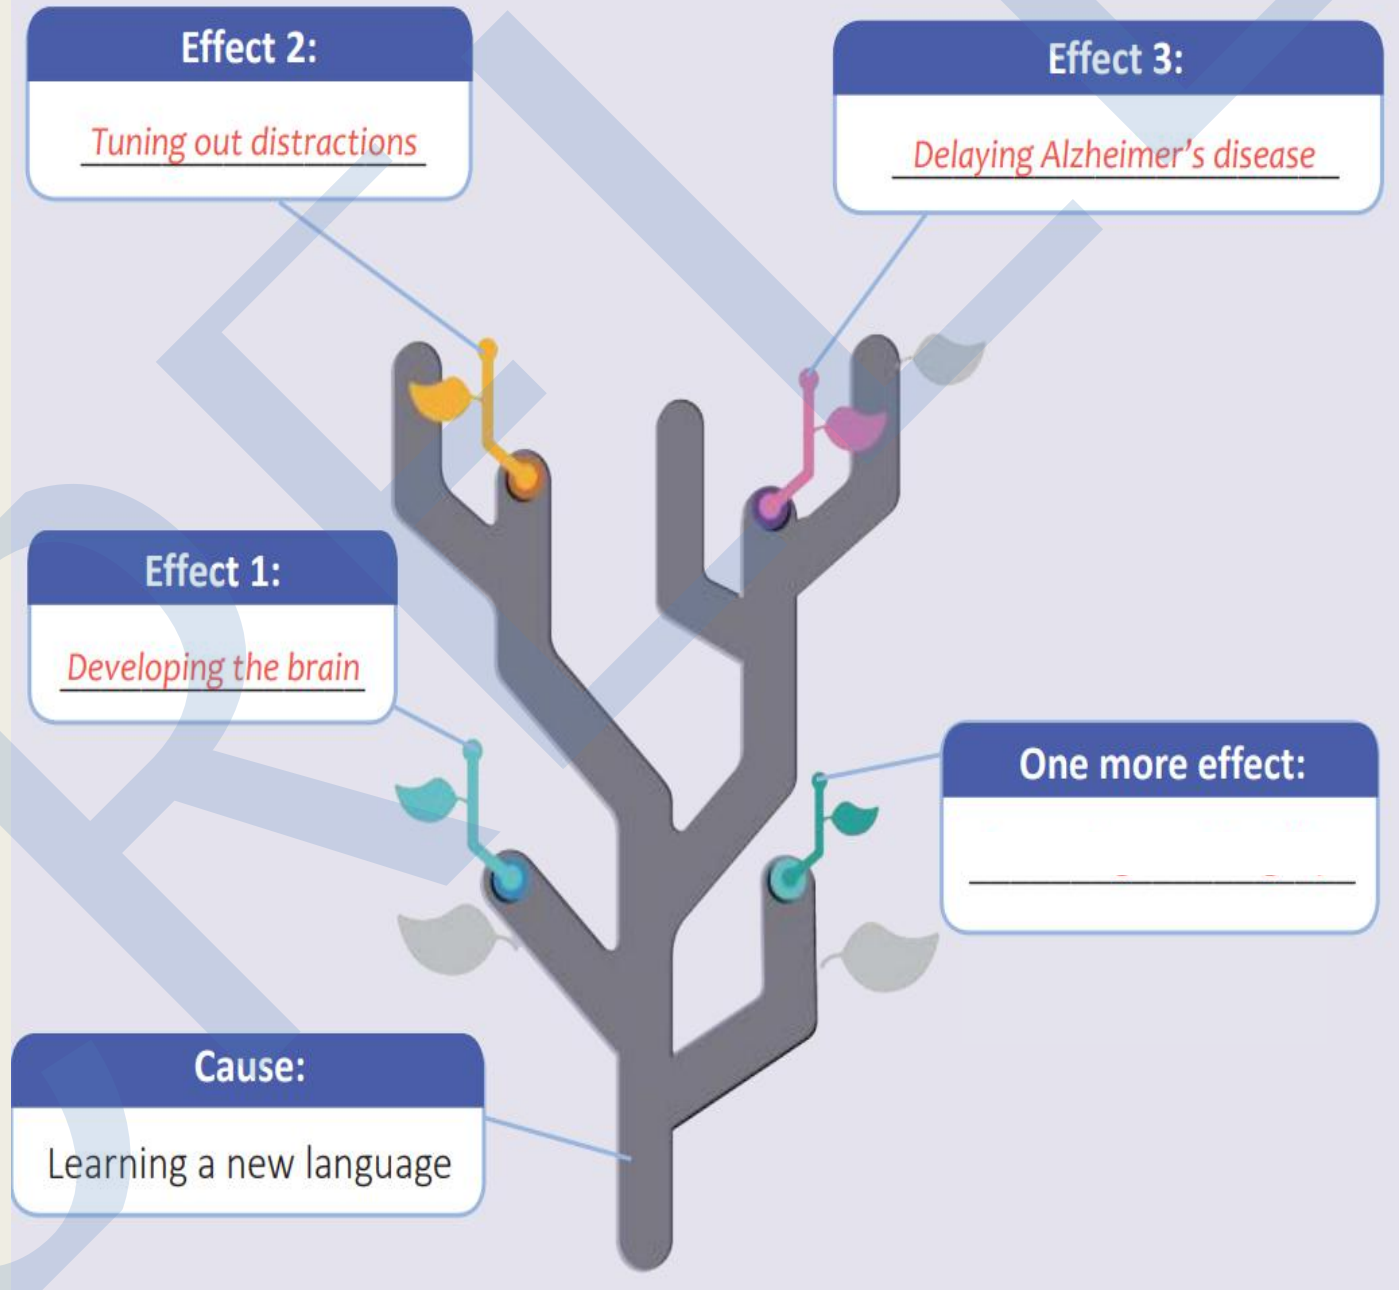 Effect 2:
Tuning out distractions
Effect 3:
Delaying Alzheimer's disease
Effect 1:
Developing the brain
One more effect:
Cause:
Learning a new language